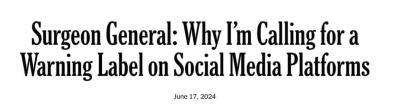 Surgeon General: Why I’m Calling for a
Warning Label on Social Media Platforms
June 17, 2024